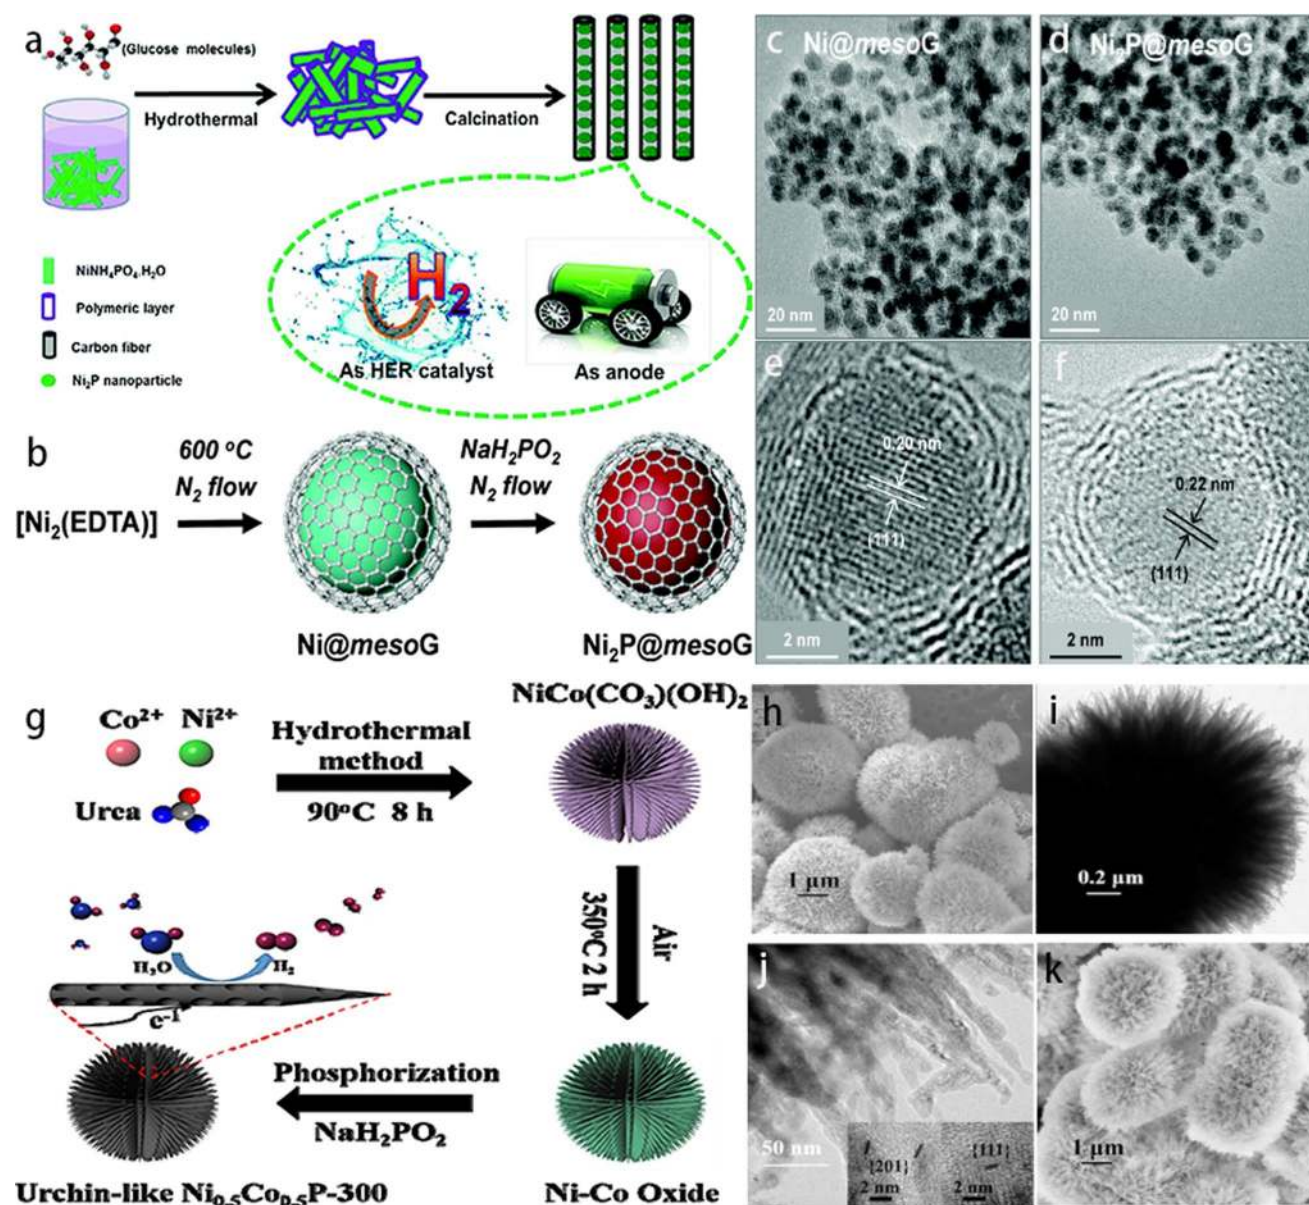 a
(Glucose molecules)
Hydrothermal
Calcination
NiNH₄PO₄.H₂O
Polymeric layer
Carbon fiber
Ni₂P nanoparticle
H₂
As HER catalyst
As anode
b
600 °C
N₂ flow
NaH₂PO₂
N₂ flow
[Ni₂(EDTA)]
Ni@mesoG
Ni₂P@mesoG
c
Ni@mesoG
20 nm
d
Ni₂P@mesoG
20 nm
e
0.20 nm
(111)
2 nm
f
0.22 nm
(111)
2 nm
g
Co²⁺
Ni²⁺
Urea
Hydrothermal
method
90°C 8 h
NiCo(CO₃)(OH)₂
Air
350°C 2 h
Ni-Co Oxide
Phosphorization
NaH₂PO₂
H₃O
H₂
e⁻¹
Urchin-like Ni₀.₅Co₀.₅P-300
h
1 μm
i
0.2 μm
j
50 nm
{201}
2 nm
{111}
2 nm
k
1 μm